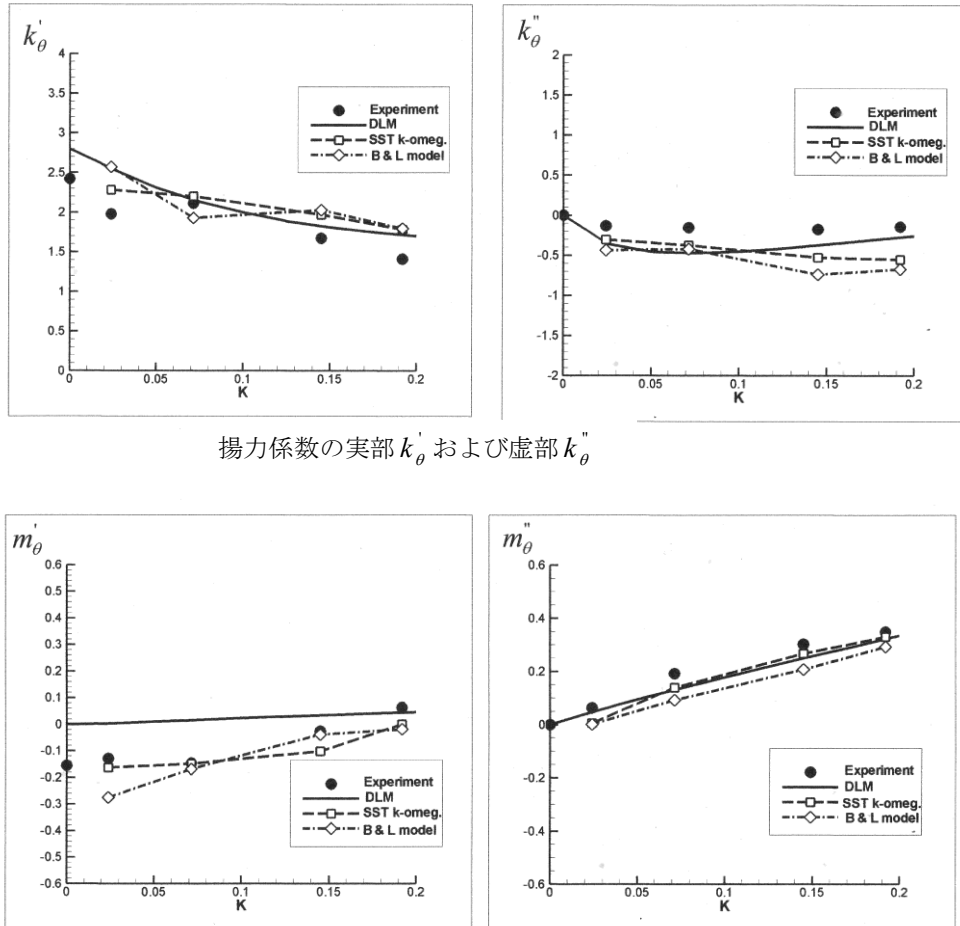 k'θ
4
3.5
3
2.5
2
1.5
1
0.5
0
0 0.05 0.1 0.15 0.2
K
Experiment
DLM
SST k-omeg.
B & L model
k"θ
2
1.5
1
0.5
0
-0.5
-1
-1.5
-2
0 0.05 0.1 0.15 0.2
K
Experiment
DLM
SST k-omeg.
B & L model
揚力係数の実部 k'θ および虚部 k"θ
m'θ
0.6
0.5
0.4
0.3
0.2
0.1
0
-0.1
-0.2
-0.3
-0.4
-0.5
-0.6
0 0.05 0.1 0.15 0.2
K
Experiment
DLM
SST k-omeg.
B & L model
m"θ
0.6
0.4
0.2
0
-0.2
-0.4
-0.6
0 0.05 0.1 0.15 0.2
K
Experiment
DLM
SST k-omeg.
B & L model